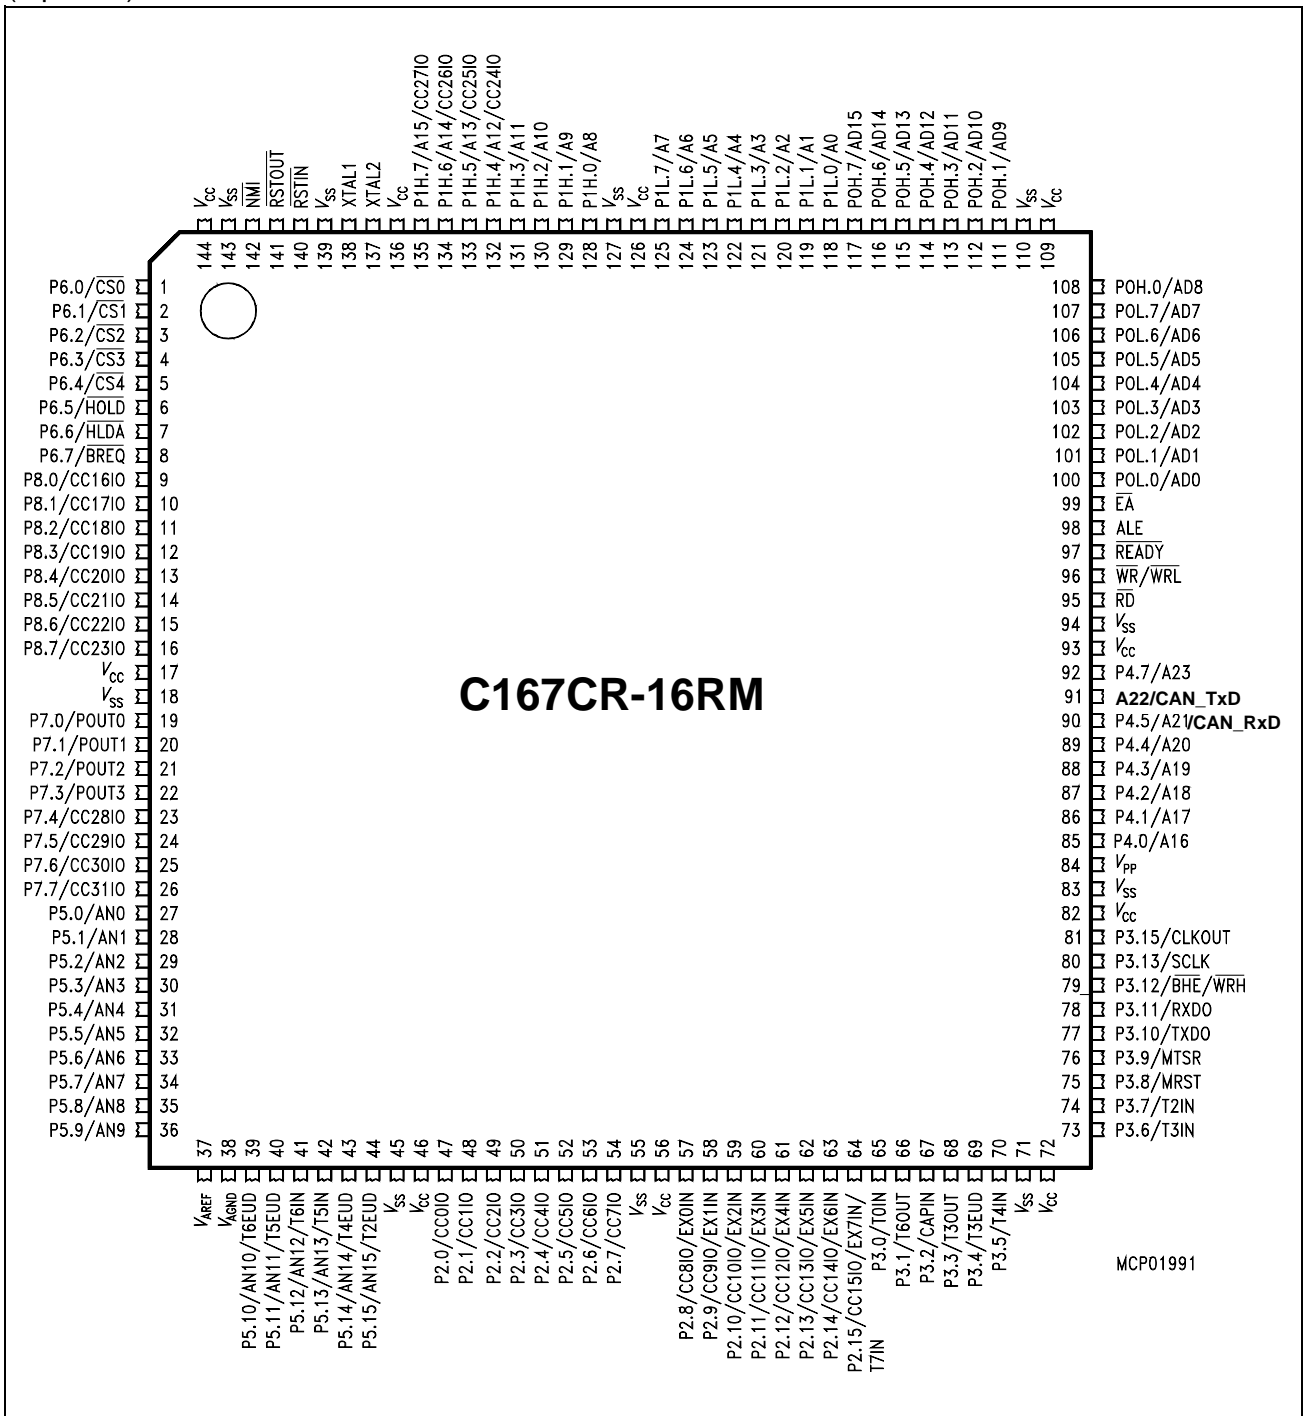 V CC
V SS
NMI
RSTOUT
RSTIN
V SS
XTAL1
XTAL2
V CC
P1H.7/A15/CC27IO
P1H.6/A14/CC26IO
P1H.5/A13/CC25IO
P1H.4/A12/CC24IO
P1H.3/A11
P1H.2/A10
P1H.1/A9
P1H.0/A8
V SS
V CC
P1L.7/A7
P1L.6/A6
P1L.5/A5
P1L.4/A4
P1L.3/A3
P1L.2/A2
P1L.1/A1
P1L.0/A0
P0H.7/AD15
P0H.6/AD14
P0H.5/AD13
P0H.4/AD12
P0H.3/AD11
P0H.2/AD10
P0H.1/AD9
V SS
V CC
144
143
142
141
140
139
138
137
136
135
134
133
132
131
130
129
128
127
126
125
124
123
122
121
120
119
118
117
116
115
114
113
112
111
110
109
P6.0/CS0 1
P6.1/CS1 2
P6.2/CS2 3
P6.3/CS3 4
P6.4/CS4 5
P6.5/HOLD 6
P6.6/HLDA 7
P6.7/BREQ 8
P8.0/CC16IO 9
P8.1/CC17IO 10
P8.2/CC18IO 11
P8.3/CC19IO 12
P8.4/CC20IO 13
P8.5/CC21IO 14
P8.6/CC22IO 15
P8.7/CC23IO 16
V CC 17
V SS 18
P7.0/POUT0 19
P7.1/POUT1 20
P7.2/POUT2 21
P7.3/POUT3 22
P7.4/CC28IO 23
P7.5/CC29IO 24
P7.6/CC30IO 25
P7.7/CC31IO 26
P5.0/AN0 27
P5.1/AN1 28
P5.2/AN2 29
P5.3/AN3 30
P5.4/AN4 31
P5.5/AN5 32
P5.6/AN6 33
P5.7/AN7 34
P5.8/AN8 35
P5.9/AN9 36
C167CR-16RM
108 P0H.0/AD8
107 P0L.7/AD7
106 P0L.6/AD6
105 P0L.5/AD5
104 P0L.4/AD4
103 P0L.3/AD3
102 P0L.2/AD2
101 P0L.1/AD1
100 P0L.0/AD0
99 EA
98 ALE
97 READY
96 WR/WRL
95 RD
94 V SS
93 V CC
92 P4.7/A23
91 A22/CAN_TxD
90 P4.5/A21/CAN_RxD
89 P4.4/A20
88 P4.3/A19
87 P4.2/A18
86 P4.1/A17
85 P4.0/A16
84 V PP
83 V SS
82 V CC
81 P3.15/CLKOUT
80 P3.13/SCLK
79 P3.12/BHE/WRH
78 P3.11/RXD0
77 P3.10/TXD0
76 P3.9/MTSR
75 P3.8/MRST
74 P3.7/T2IN
73 P3.6/T3IN
37
38
39
40
41
42
43
44
45
46
47
48
49
50
51
52
53
54
55
56
57
58
59
60
61
62
63
64
65
66
67
68
69
70
71
72
V AREF
V AGND
P5.10/AN10/T6EUD
P5.11/AN11/T5EUD
P5.12/AN12/T6IN
P5.13/AN13/T5IN
P5.14/AN14/T4EUD
P5.15/AN15/T2EUD
V SS
V CC
P2.0/CC0IO
P2.1/CC1IO
P2.2/CC2IO
P2.3/CC3IO
P2.4/CC4IO
P2.5/CC5IO
P2.6/CC6IO
P2.7/CC7IO
V SS
V CC
P2.8/CC8IO/EX0IN
P2.9/CC9IO/EX1IN
P2.10/CC10IO/EX2IN
P2.11/CC11IO/EX3IN
P2.12/CC12IO/EX4IN
P2.13/CC13IO/EX5IN
P2.14/CC14IO/EX6IN
P2.15/CC15IO/EX7IN/
T7IN
P3.0/T0IN
P3.1/T6OUT
P3.2/CAPIN
P3.3/T3OUT
P3.4/T3EUD
P3.5/T4IN
V SS
V CC
MCP01991